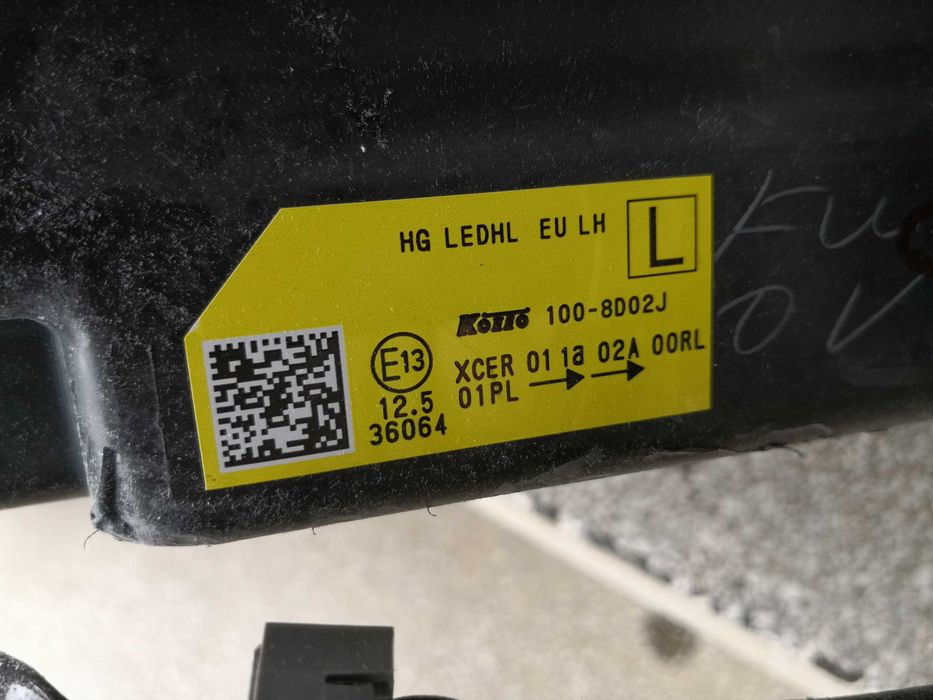 HG LEDHL EU LH L
KOITO 100-8D02J
E13 XCER 01 1a 02A 00RL
12.5 01PL → →
36064